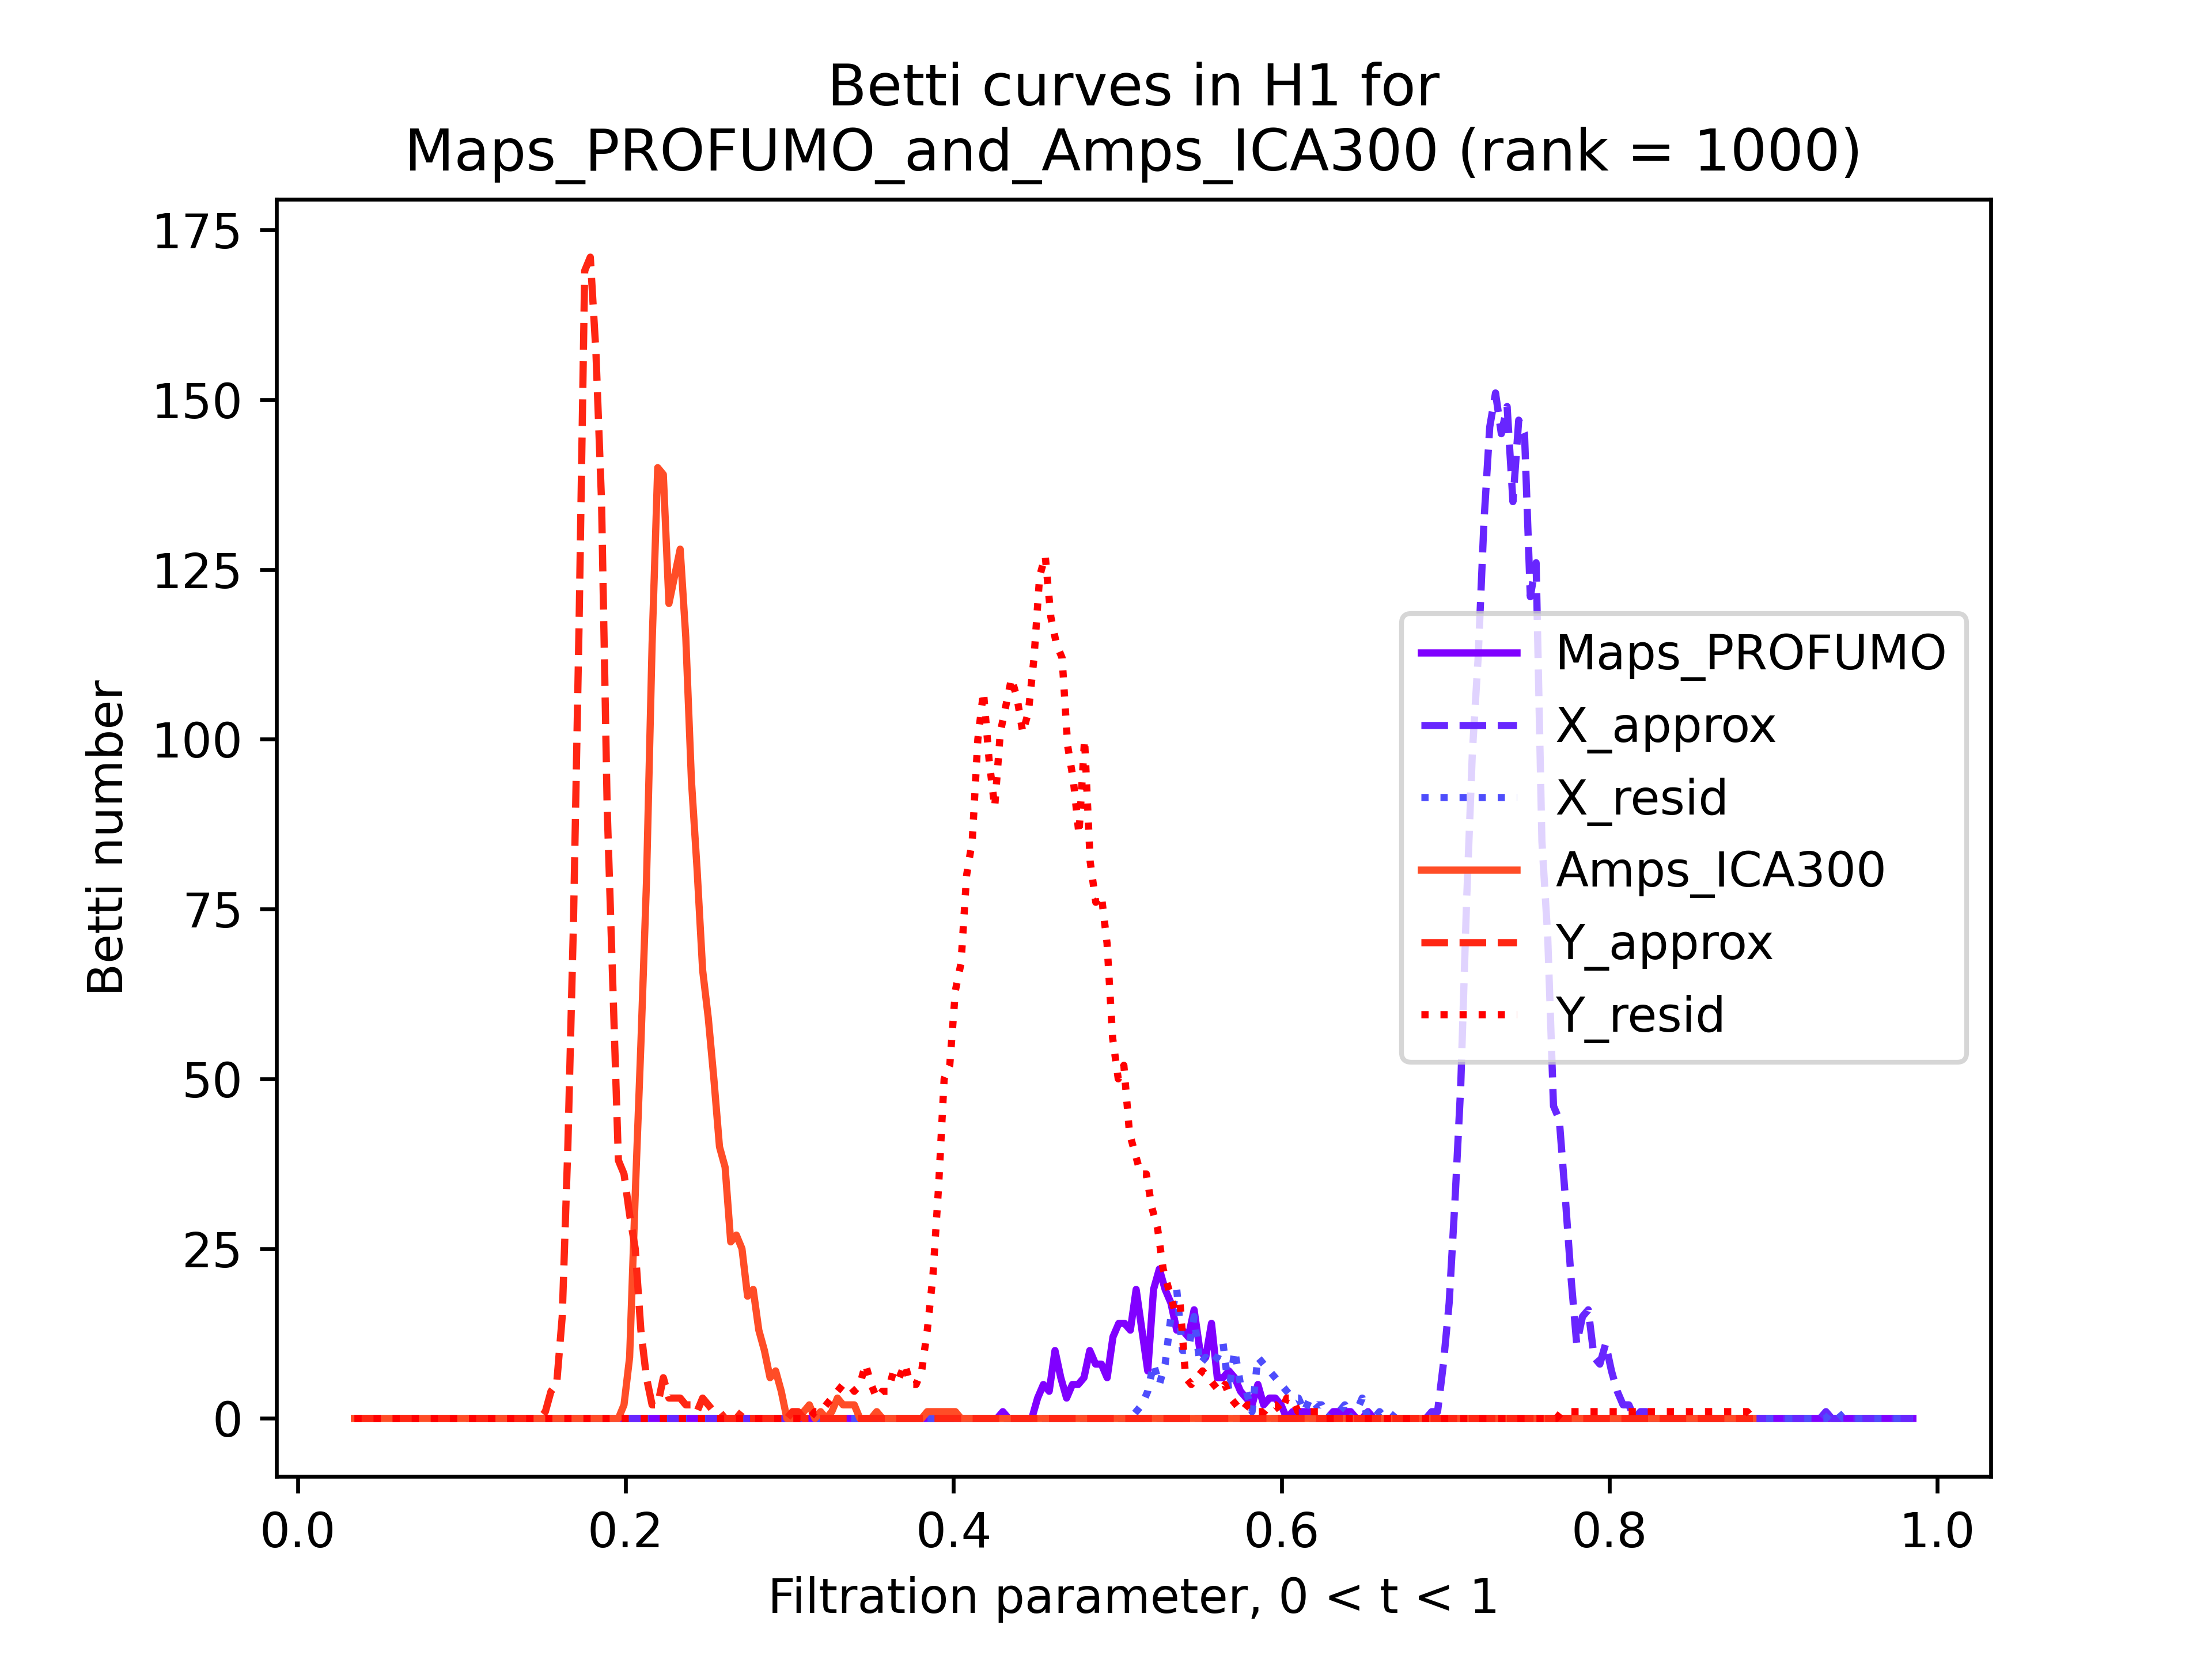 Betti curves in H1 for
Maps_PROFUMO_and_Amps_ICA300 (rank = 1000)
175
150
125
100
75
50
25
0
Betti number
Maps_PROFUMO
X_approx
X_resid
Amps_ICA300
Y_approx
Y_resid
0.0 0.2 0.4 0.6 0.8 1.0
Filtration parameter, 0 < t < 1